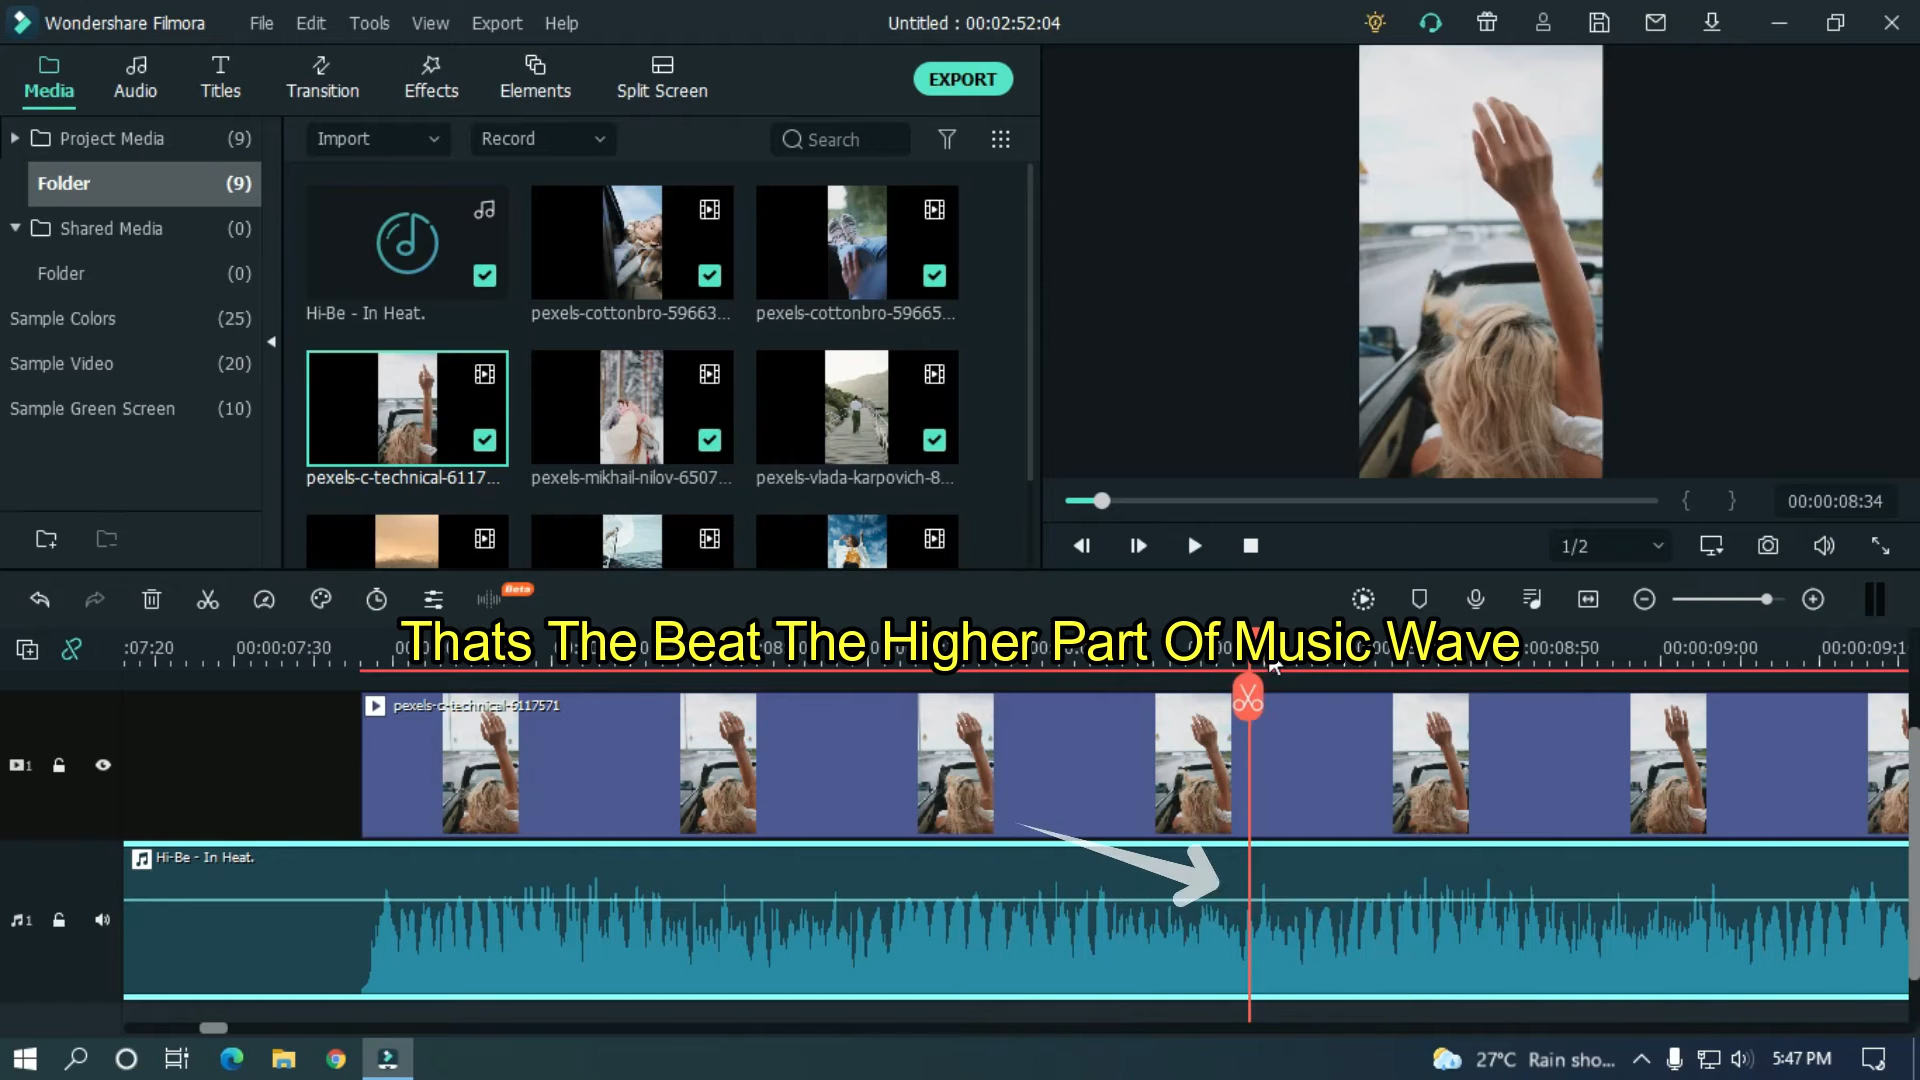 Wondershare Filmora File Edit Tools View Export Help Untitled : 00:02:52:04
Media Audio Titles Transition Effects Elements Split Screen EXPORT
Project Media (9)
Folder (9)
Shared Media (0)
Folder (0)
Sample Colors (25)
Sample Video (20)
Sample Green Screen (10)
Import Record Search
Hi-Be - In Heat. pexels-cottonbro-59663... pexels-cottonbro-59665...
pexels-c-technical-6117... pexels-mikhail-nilov-6507... pexels-vlada-karpovich-8...
{ } 00:00:08:34
1/2
Beta
Thats The Beat The Higher Part Of Music Wave
:07:20 00:00:07:30 :00:08:50 00:00:09:00 00:00:09:1
pexels-c-technical-6117571
1
Hi-Be - In Heat.
1
27°C Rain sho... 5:47 PM